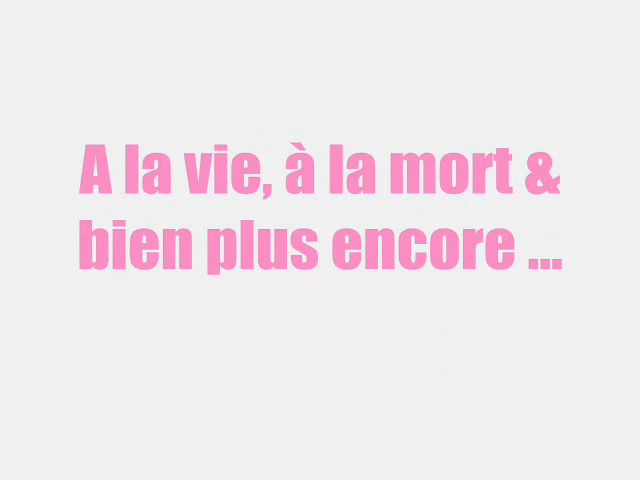 A la vie, à la mort &
bien plus encore ...